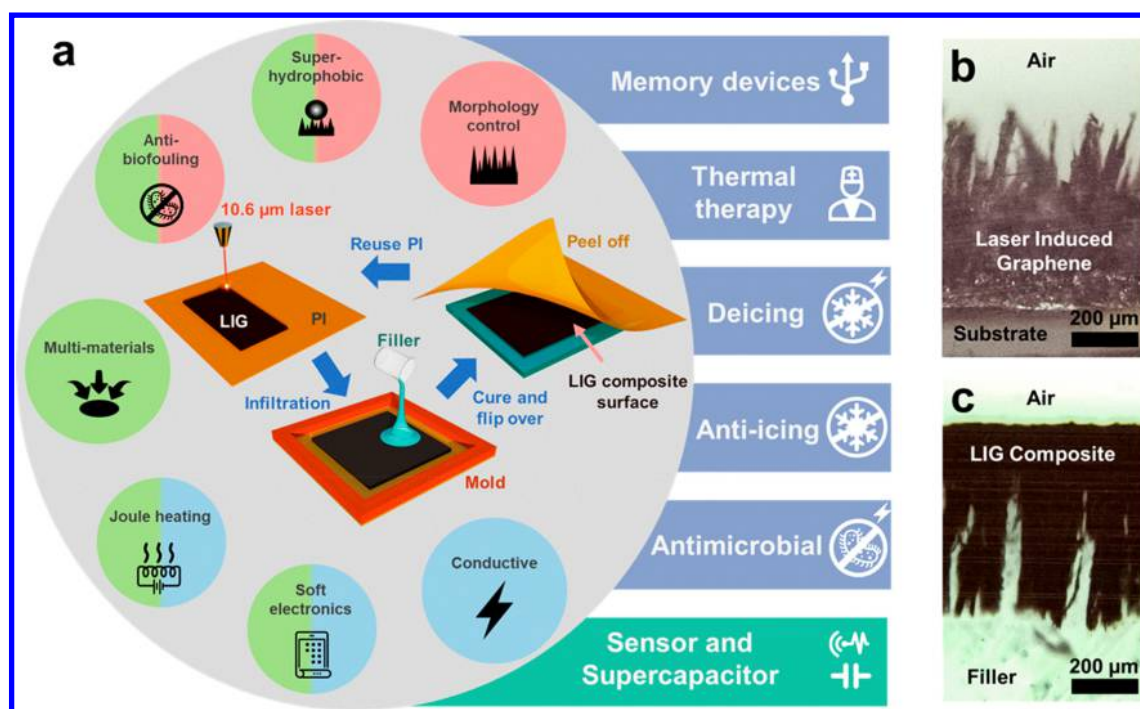 a
Super-
hydrophobic
Morphology
control
Anti-
biofouling
10.6 µm laser
Reuse PI
Peel off
LIG
PI
Multi-materials
Filler
Infiltration
Cure and
flip over
LIG composite
surface
Mold
Joule heating
Soft
electronics
Conductive
Memory devices
Thermal
therapy
Deicing
Anti-icing
Antimicrobial
Sensor and
Supercapacitor
b
Air
Laser Induced
Graphene
Substrate
200 µm
c
Air
LIG Composite
Filler
200 µm